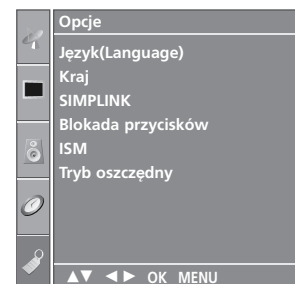 Opcje
Język(Language)
Kraj
SIMPLINK
Blokada przycisków
ISM
Tryb oszczędny
▲▼ ◄► OK MENU